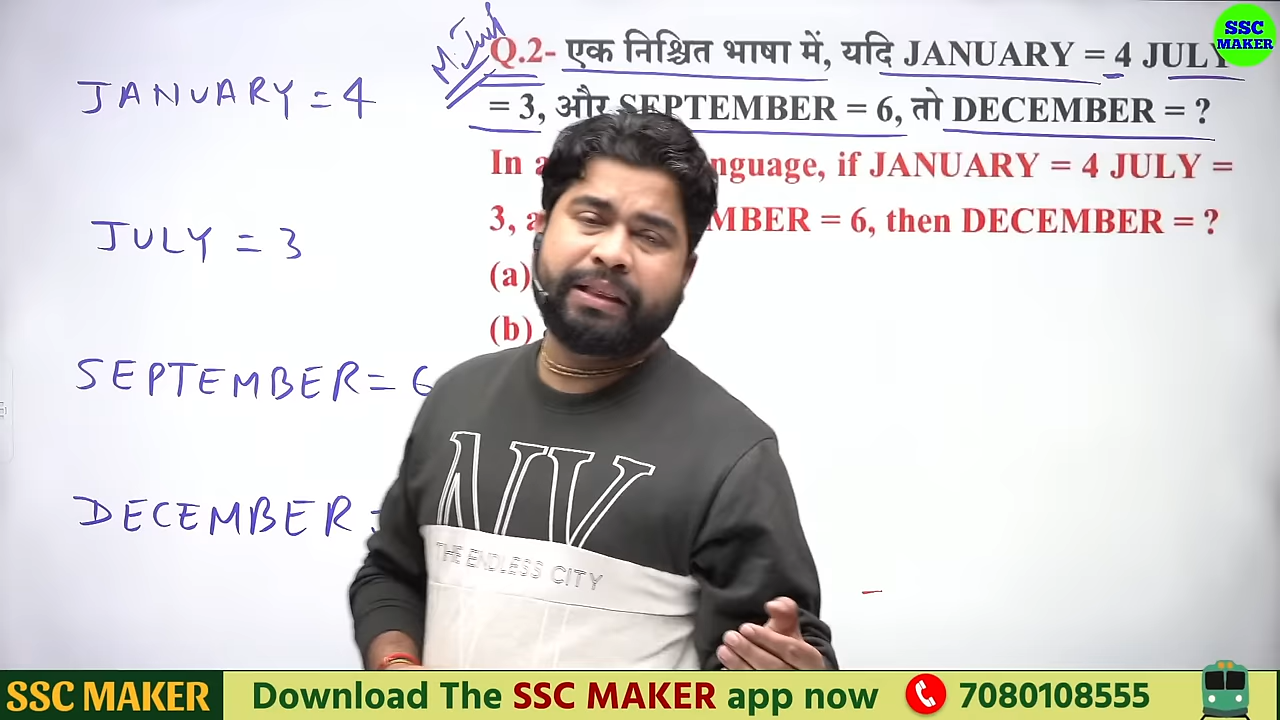 SSC
MAKER
Q.2- एक निश्चित भाषा में, यदि JANUARY = 4 JULY
= 3, और SEPTEMBER = 6, तो DECEMBER = ?
In a nguage, if JANUARY = 4 JULY =
3, a MBER = 6, then DECEMBER = ?
(a)
(b)
JANUARY = 4
JULY = 3
SEPTEMBER = 6
DECEMBER =
NV
THE ENDLESS CITY
SSC MAKER Download The SSC MAKER app now 7080108555